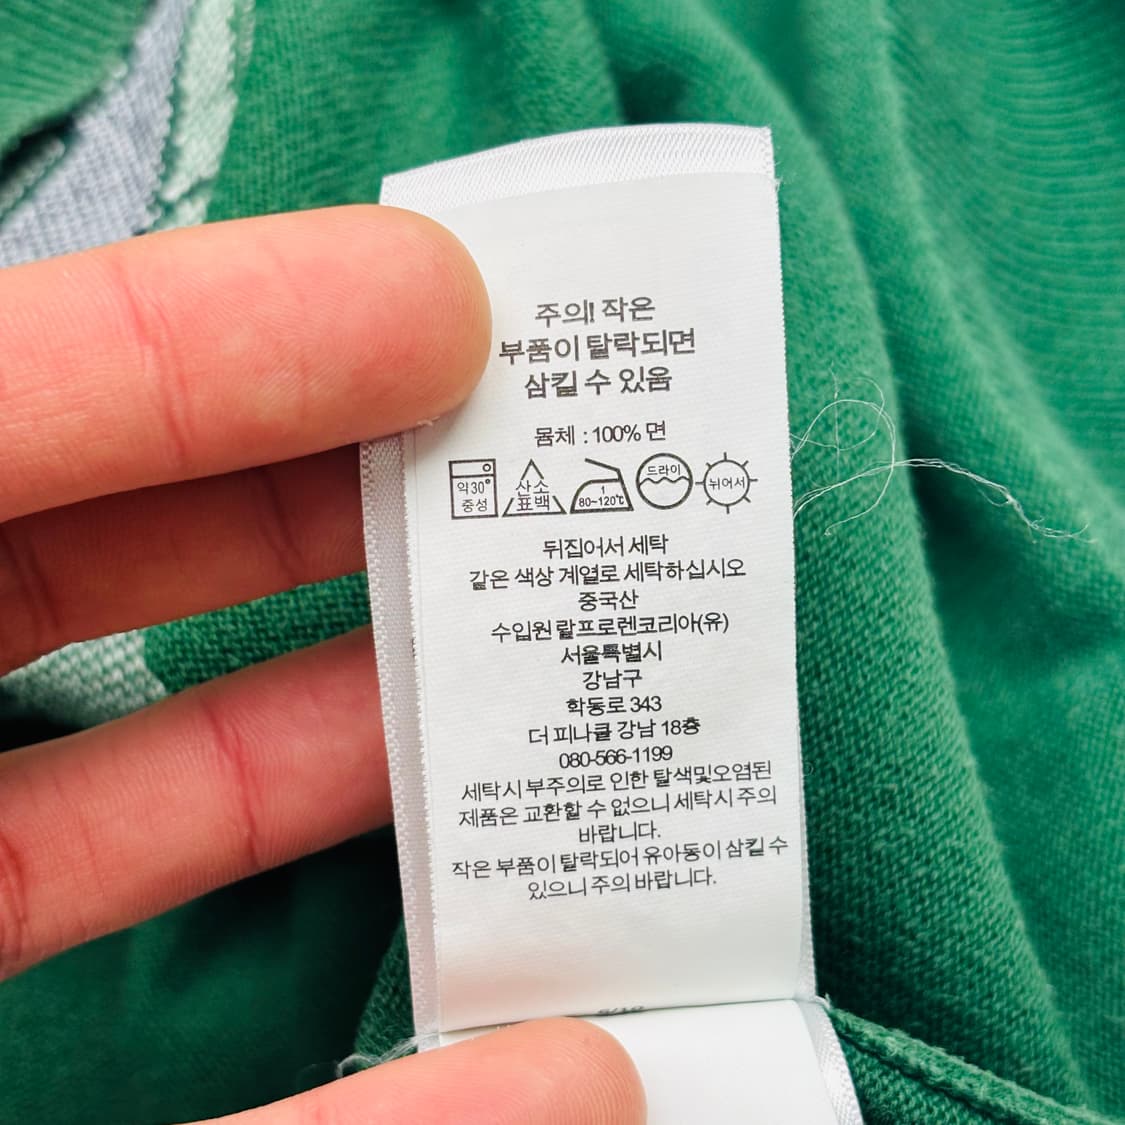 주의! 작은
부품이 탈락되면
삼킬 수 있음
몸체 : 100% 면
약30°
중성
산소
표백
1
80~120℃
드라이
뉘어서
뒤집어서 세탁
같은 색상 계열로 세탁하십시오
중국산
수입원 랄프로렌코리아(유)
서울특별시
강남구
학동로 343
더 피나클 강남 18층
080-566-1199
세탁시 부주의로 인한 탈색및오염된
제품은 교환할 수 없으니 세탁시 주의
바랍니다.
작은 부품이 탈락되어 유아동이 삼킬 수
있으니 주의 바랍니다.